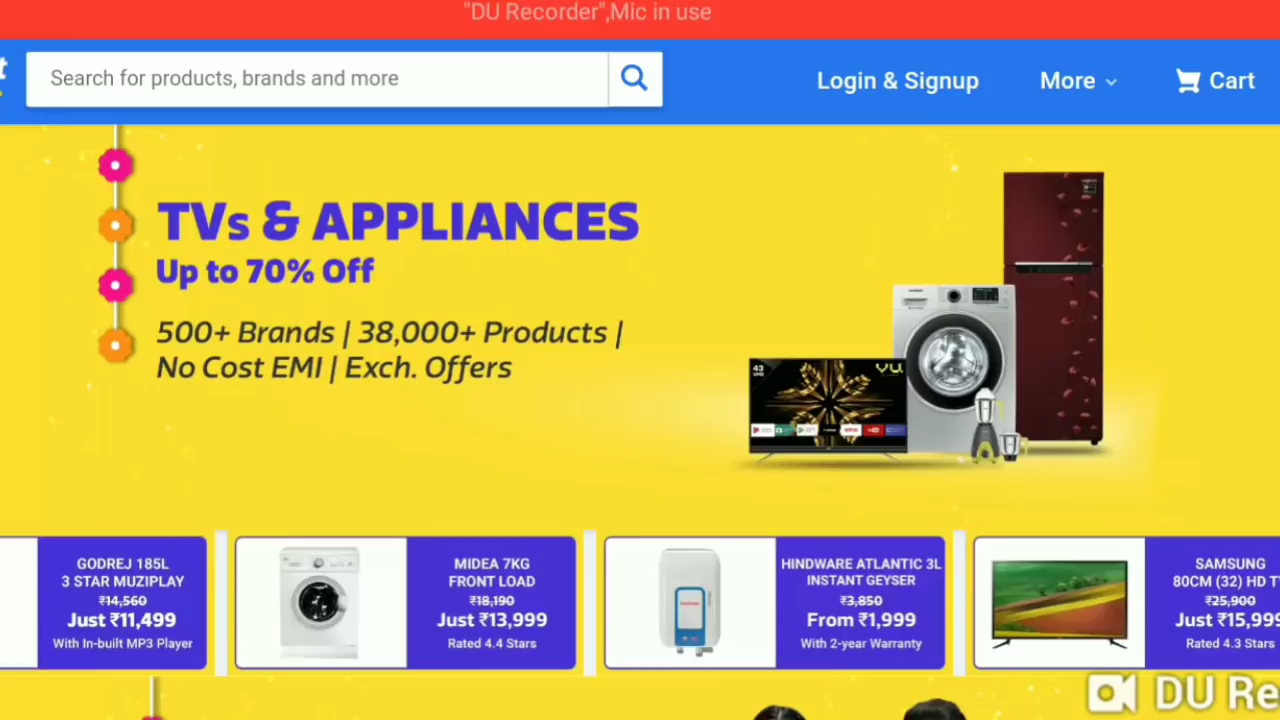 "DU Recorder",Mic in use
t
Search for products, brands and more
Login & Signup
More
Cart
TVs & APPLIANCES
Up to 70% Off
500+ Brands | 38,000+ Products |
No Cost EMI | Exch. Offers
43
vu
GODREJ 185L
3 STAR MUZIPLAY
₹14,560
Just ₹11,499
With In-built MP3 Player
MIDEA 7KG
FRONT LOAD
₹18,190
Just ₹13,999
Rated 4.4 Stars
HINDWARE ATLANTIC 3L
INSTANT GEYSER
₹3,850
From ₹1,999
With 2-year Warranty
SAMSUNG
80CM (32) HD T
₹25,900
Just ₹15,999
Rated 4.3 Stars
DU Re